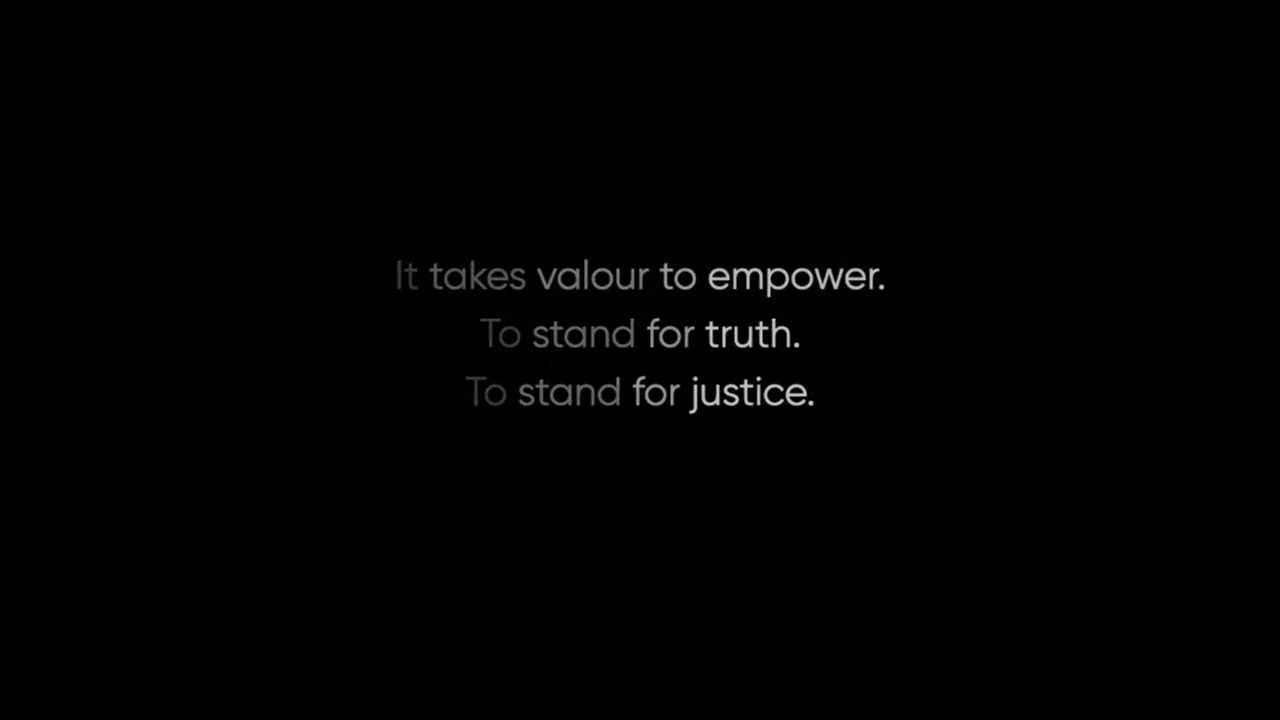 It takes valour to empower.
To stand for truth.
To stand for justice.